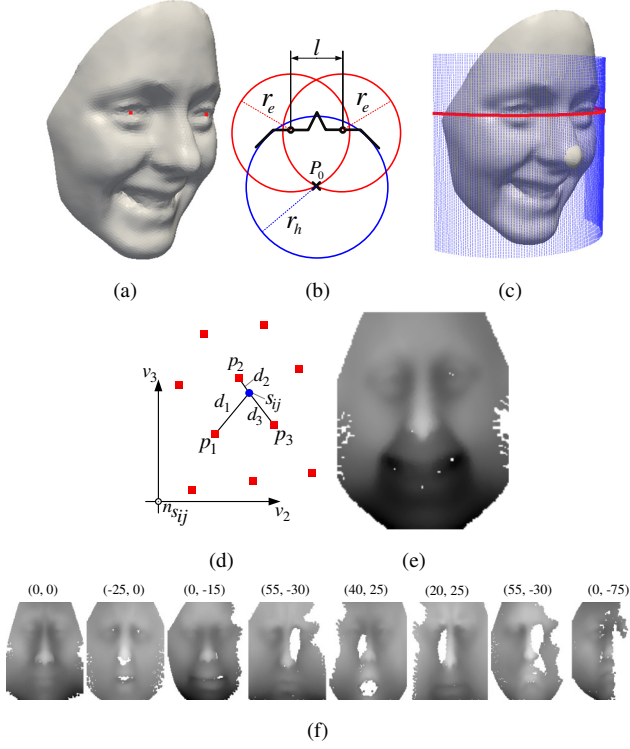 l
r_e
r_e
P_0
r_h
(a)
(b)
(c)
v_3
p_2
d_2
s_ij
d_1
d_3
p_1
p_3
n_s_ij
v_2
(d)
(e)
(0, 0)
(-25, 0)
(0, -15)
(55, -30)
(40, 25)
(20, 25)
(55, -30)
(0, -75)
(f)